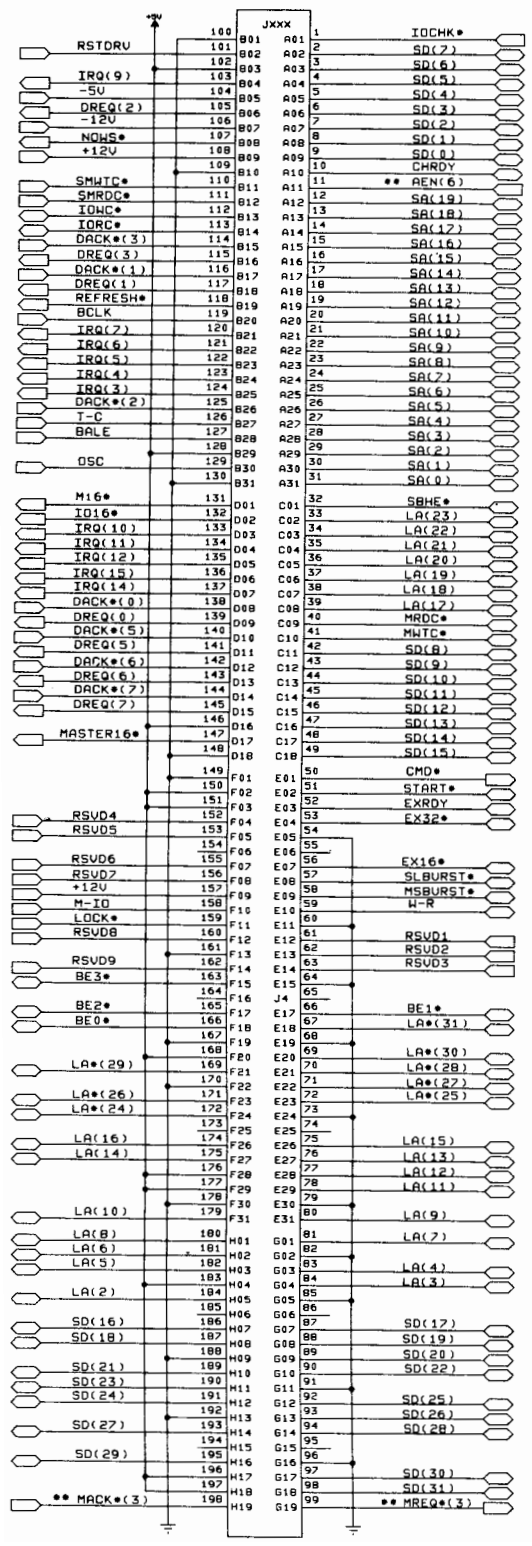 +5V
JXXX
100 B01 A01 1 IOCHK*
RSTDRV 101 B02 A02 2 SD(7)
102 B03 A03 3 SD(6)
IRQ(9) 103 B04 A04 4 SD(5)
-5V 104 B05 A05 5 SD(4)
DREQ(2) 105 B06 A06 6 SD(3)
-12V 106 B07 A07 7 SD(2)
NOWS* 107 B08 A08 8 SD(1)
+12V 108 B09 A09 9 SD(0)
109 B10 A10 10 CHRDY
SMWTC* 110 B11 A11 11 ** AEN(6)
SMRDC* 111 B12 A12 12 SA(19)
IOWC* 112 B13 A13 13 SA(18)
IORC* 113 B14 A14 14 SA(17)
DACK*(3) 114 B15 A15 15 SA(16)
DREQ(3) 115 B16 A16 16 SA(15)
DACK*(1) 116 B17 A17 17 SA(14)
DREQ(1) 117 B18 A18 18 SA(13)
REFRESH* 118 B19 A19 19 SA(12)
BCLK 119 B20 A20 20 SA(11)
IRQ(7) 120 B21 A21 21 SA(10)
IRQ(6) 121 B22 A22 22 SA(9)
IRQ(5) 122 B23 A23 23 SA(8)
IRQ(4) 123 B24 A24 24 SA(7)
IRQ(3) 124 B25 A25 25 SA(6)
DACK*(2) 125 B26 A26 26 SA(5)
T-C 126 B27 A27 27 SA(4)
BALE 127 B28 A28 28 SA(3)
128 B29 A29 29 SA(2)
OSC 129 B30 A30 30 SA(1)
130 B31 A31 31 SA(0)
M16* 131 D01 C01 32 SBHE*
IO16* 132 D02 C02 33 LA(23)
IRQ(10) 133 D03 C03 34 LA(22)
IRQ(11) 134 D04 C04 35 LA(21)
IRQ(12) 135 D05 C05 36 LA(20)
IRQ(15) 136 D06 C06 37 LA(19)
IRQ(14) 137 D07 C07 38 LA(18)
DACK*(0) 138 D08 C08 39 LA(17)
DREQ(0) 139 D09 C09 40 MRDC*
DACK*(5) 140 D10 C10 41 MWTC*
DREQ(5) 141 D11 C11 42 SD(8)
DACK*(6) 142 D12 C12 43 SD(9)
DREQ(6) 143 D13 C13 44 SD(10)
DACK*(7) 144 D14 C14 45 SD(11)
DREQ(7) 145 D15 C15 46 SD(12)
146 D16 C16 47 SD(13)
MASTER16* 147 D17 C17 48 SD(14)
148 D18 C18 49 SD(15)
149 F01 E01 50 CMD*
150 F02 E02 51 START*
151 F03 E03 52 EXRDY
RSVD4 152 F04 E04 53 EX32*
RSVD5 153 F05 E05 54
154 F06 E06 55
RSVD6 155 F07 E07 56 EX16*
RSVD7 156 F08 E08 57 SLBURST*
+12V 157 F09 E09 58 MSBURST*
M-IO 158 F10 E10 59 W-R
LOCK* 159 F11 E11 60
RSVD8 160 F12 E12 61 RSVD1
161 F13 E13 62 RSVD2
RSVD9 162 F14 E14 63 RSVD3
BE3* 163 F15 E15 64
164 F16 J4 65
BE2* 165 F17 E17 66 BE1*
BE0* 166 F18 E18 67 LA*(31)
167 F19 E19 68
168 F20 E20 69 LA*(30)
LA*(29) 169 F21 E21 70 LA*(28)
170 F22 E22 71 LA*(27)
LA*(26) 171 F23 E23 72 LA*(25)
LA*(24) 172 F24 E24 73
173 F25 E25 74
LA(16) 174 F26 E26 75 LA(15)
LA(14) 175 F27 E27 76 LA(13)
176 F28 E28 77 LA(12)
177 F29 E29 78 LA(11)
178 F30 E30 79
LA(10) 179 F31 E31 80 LA(9)
LA(8) 180 H01 G01 81 LA(7)
LA(6) 181 H02 G02 82
LA(5) 182 H03 G03 83 LA(4)
183 H04 G04 84 LA(3)
LA(2) 184 H05 G05 85
185 H06 G06 86
SD(16) 186 H07 G07 87 SD(17)
SD(18) 187 H08 G08 88 SD(19)
188 H09 G09 89 SD(20)
SD(21) 189 H10 G10 90 SD(22)
SD(23) 190 H11 G11 91
SD(24) 191 H12 G12 92 SD(25)
192 H13 G13 93 SD(26)
SD(27) 193 H14 G14 94 SD(28)
194 H15 G15 95
SD(29) 195 H16 G16 96
196 H17 G17 97 SD(30)
197 H18 G18 98 SD(31)
** MACK*(3) 198 H19 G19 99 ** MREQ*(3)